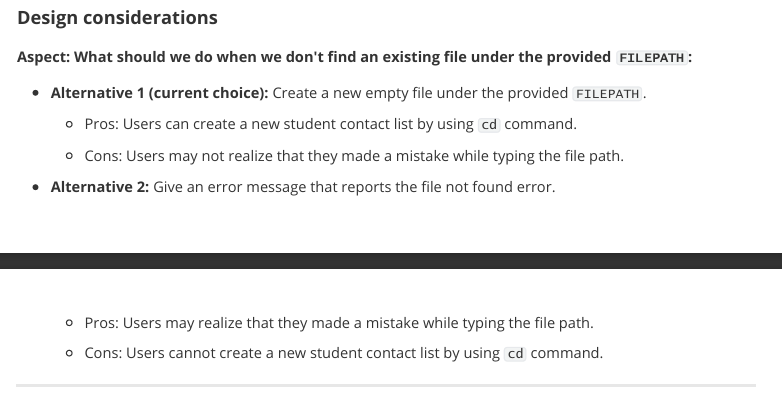 Design considerations
Aspect: What should we do when we don't find an existing file under the provided FILEPATH:
• Alternative 1 (current choice): Create a new empty file under the provided FILEPATH.
◦ Pros: Users can create a new student contact list by using cd command.
◦ Cons: Users may not realize that they made a mistake while typing the file path.
• Alternative 2: Give an error message that reports the file not found error.
◦ Pros: Users may realize that they made a mistake while typing the file path.
◦ Cons: Users cannot create a new student contact list by using cd command.